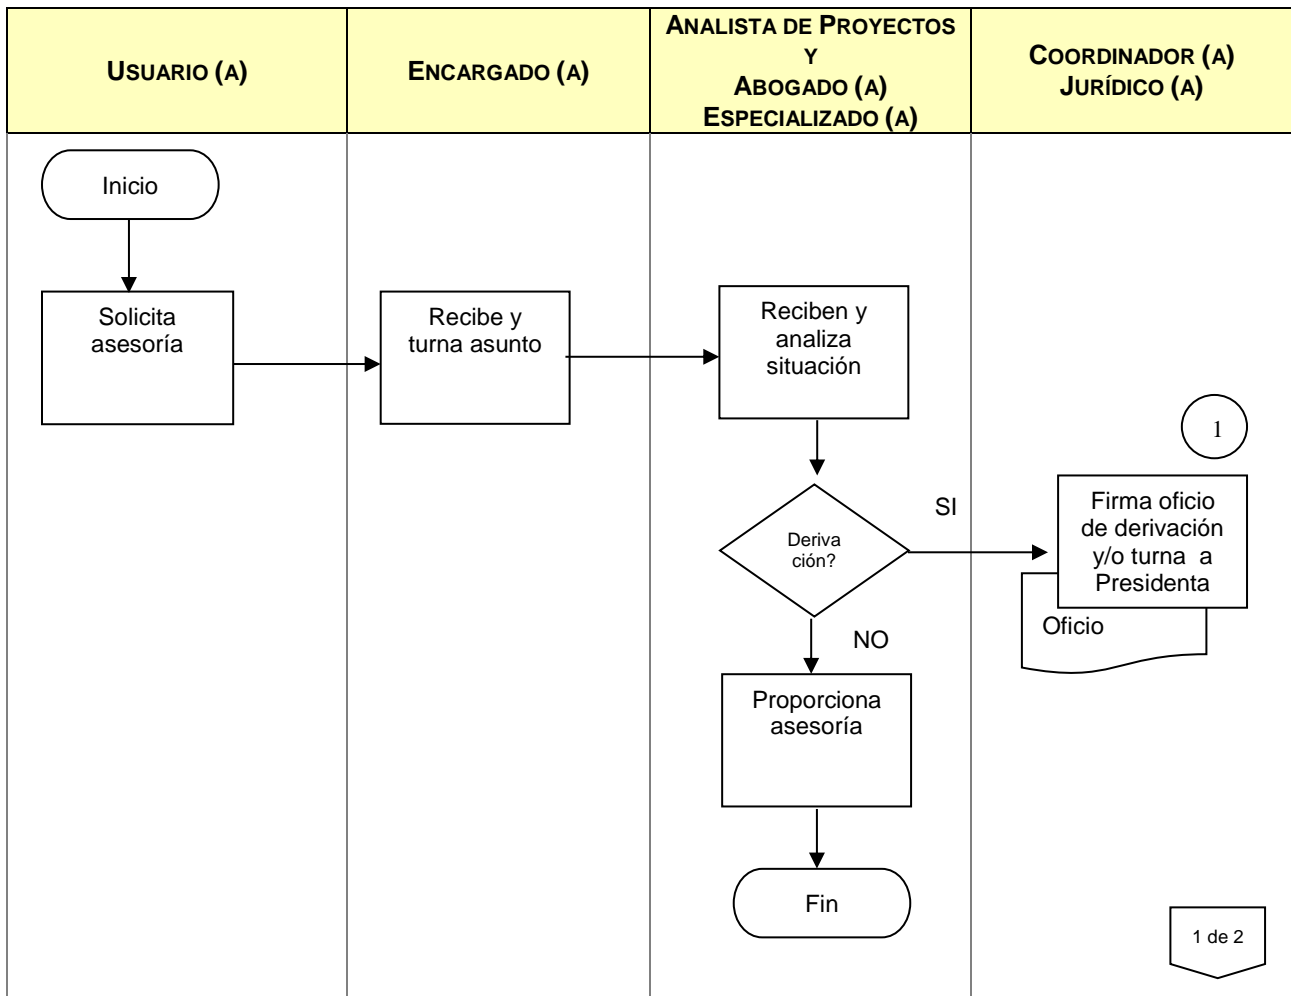 USUARIO (A)
ENCARGADO (A)
ANALISTA DE PROYECTOS
Y
ABOGADO (A)
ESPECIALIZADO (A)
COORDINADOR (A)
JURÍDICO (A)
Inicio
Solicita
asesoría
Recibe y
turna asunto
Reciben y
analiza
situación
1
Deriva
ción?
SI
Firma oficio
de derivación
y/o turna a
Presidenta
Oficio
NO
Proporciona
asesoría
Fin
1 de 2